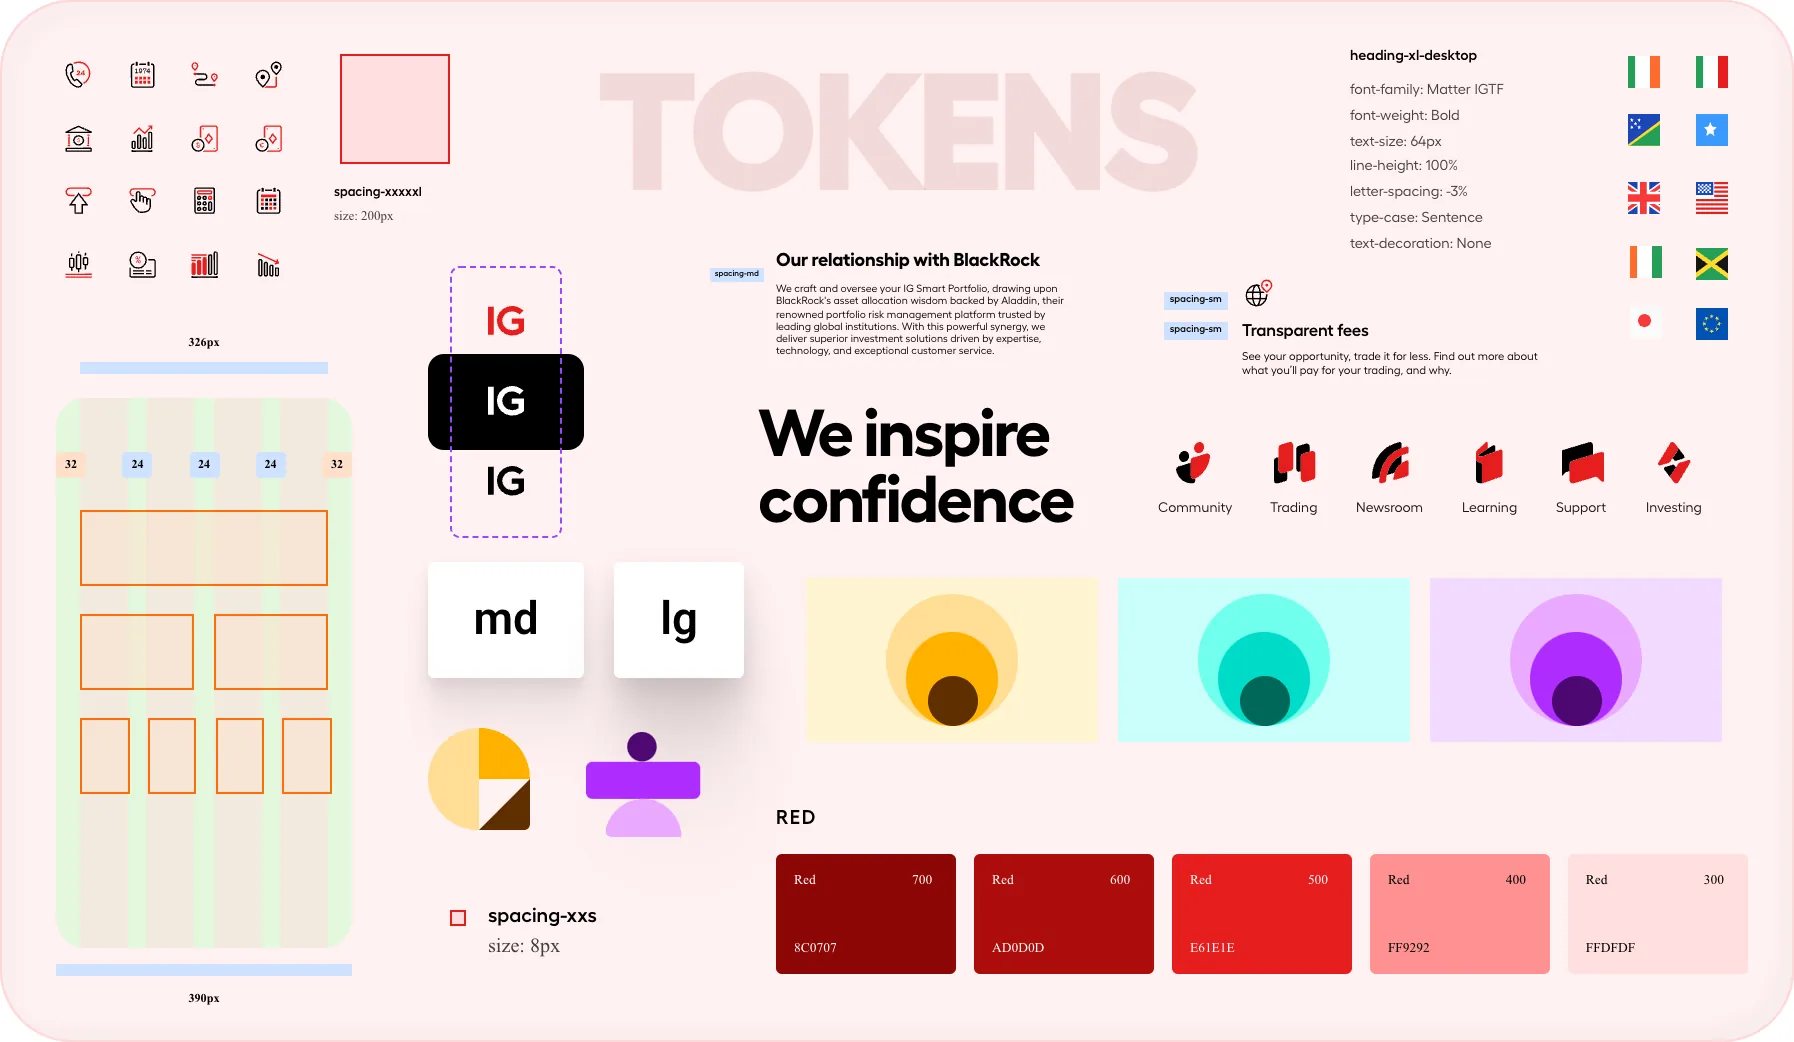 TOKENS
24
1974
spacing-xxxxxl
size: 200px
heading-xl-desktop
font-family: Matter IGTF
font-weight: Bold
text-size: 64px
line-height: 100%
letter-spacing: -3%
type-case: Sentence
text-decoration: None
IG
IG
IG
spacing-md
Our relationship with BlackRock
We craft and oversee your IG Smart Portfolio, drawing upon
BlackRock's asset allocation wisdom backed by Aladdin, their
renowned portfolio risk management platform trusted by
leading global institutions. With this powerful synergy, we
deliver superior investment solutions driven by expertise,
technology, and exceptional customer service.
spacing-sm
spacing-sm
Transparent fees
See your opportunity, trade it for less. Find out more about
what you'll pay for your trading, and why.
326px
32 24 24 24 32
390px
We inspire
confidence
Community Trading Newsroom Learning Support Investing
md
lg
spacing-xxs
size: 8px
RED
Red 700
8C0707
Red 600
AD0D0D
Red 500
E61E1E
Red 400
FF9292
Red 300
FFDFDF